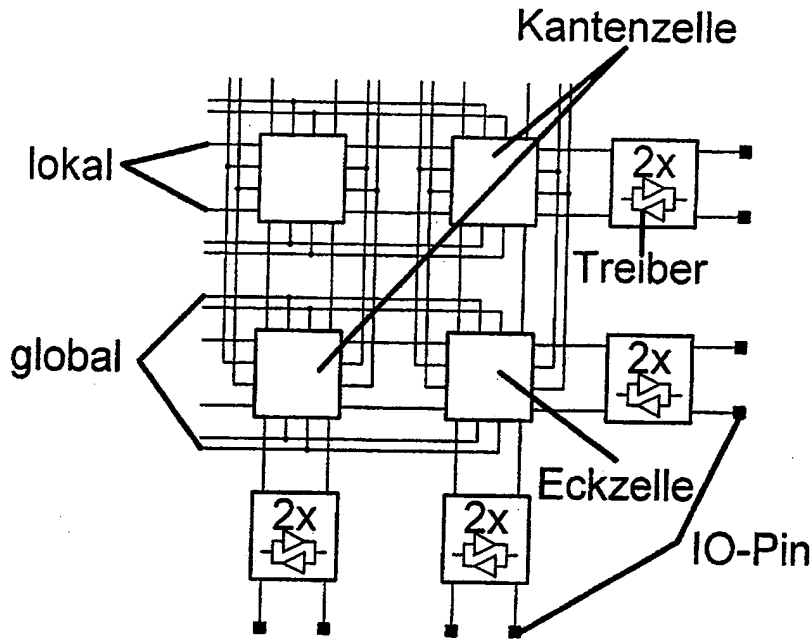 Kantenzelle
lokal
2x
Treiber
global
2x
Eckzelle
2x
2x
IO-Pin